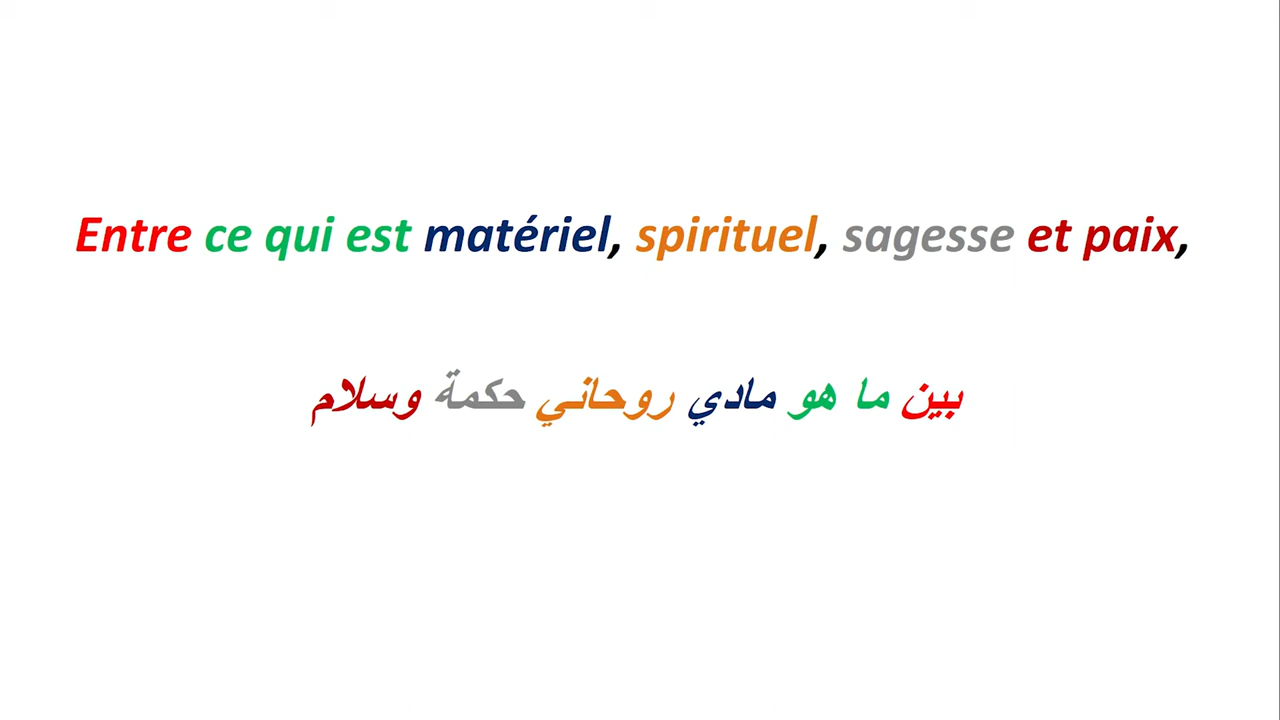 Entre ce qui est matériel, spirituel, sagesse et paix,
بين ما هو مادي روحاني حكمة وسلام